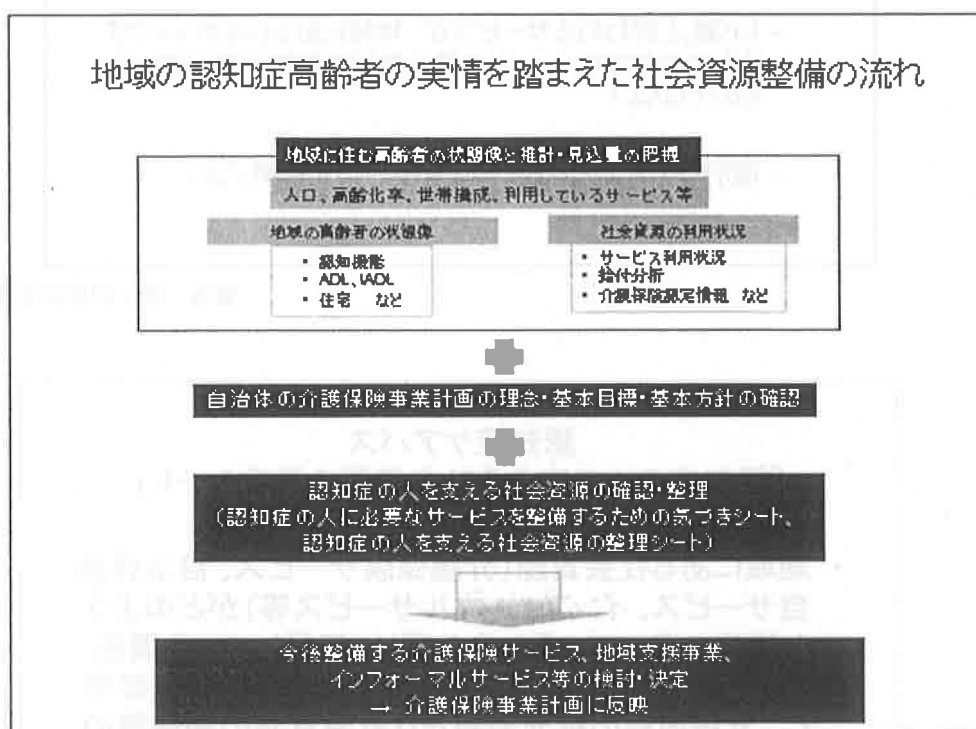 地域の認知症高齢者の実情を踏まえた社会資源整備の流れ
地域に住む高齢者の状態像と推計・見込量の把握
人口、高齢化率、世帯構成、利用しているサービス等
地域の高齢者の状態像
・ 認知機能
・ ADL、IADL
・ 住宅 など
社会資源の利用状況
・ サービス利用状況
・ 給付分析
・ 介護保険認定情報 など
自治体の介護保険事業計画の理念・基本目標・基本方針の確認
認知症の人を支える社会資源の確認・整理
（認知症の人に必要なサービスを整備するための気づきシート、
認知症の人を支える社会資源の整理シート）
今後整備する介護保険サービス、地域支援事業、
インフォーマルサービス等の検討・決定
→ 介護保険事業計画に反映